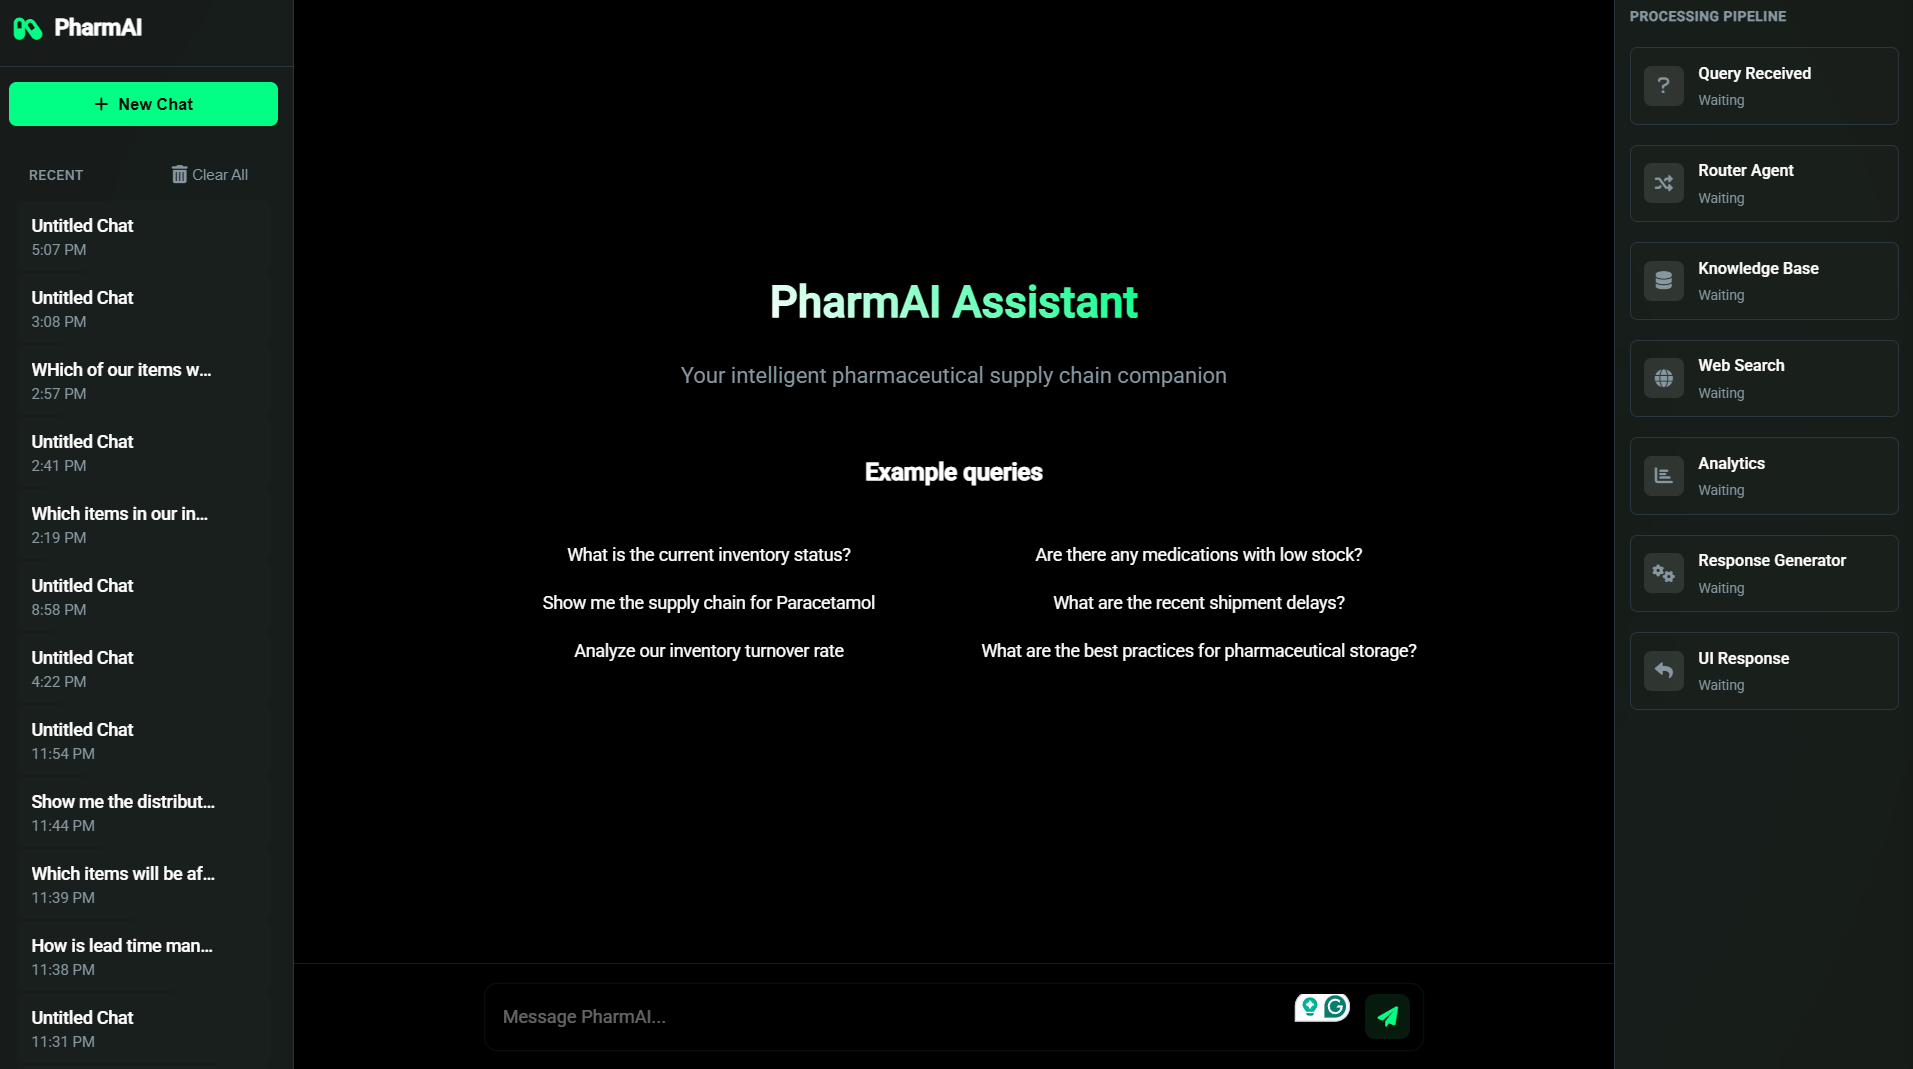 PharmAI
+ New Chat
RECENT
Clear All
Untitled Chat
5:07 PM
Untitled Chat
3:08 PM
WHich of our items w...
2:57 PM
Untitled Chat
2:41 PM
Which items in our in...
2:19 PM
Untitled Chat
8:58 PM
Untitled Chat
4:22 PM
Untitled Chat
11:54 PM
Show me the distribut...
11:44 PM
Which items will be af...
11:39 PM
How is lead time man...
11:38 PM
Untitled Chat
11:31 PM
PharmAI Assistant
Your intelligent pharmaceutical supply chain companion
Example queries
What is the current inventory status?
Are there any medications with low stock?
Show me the supply chain for Paracetamol
What are the recent shipment delays?
Analyze our inventory turnover rate
What are the best practices for pharmaceutical storage?
Message PharmAI...
PROCESSING PIPELINE
?
Query Received
Waiting
Router Agent
Waiting
Knowledge Base
Waiting
Web Search
Waiting
Analytics
Waiting
Response Generator
Waiting
UI Response
Waiting